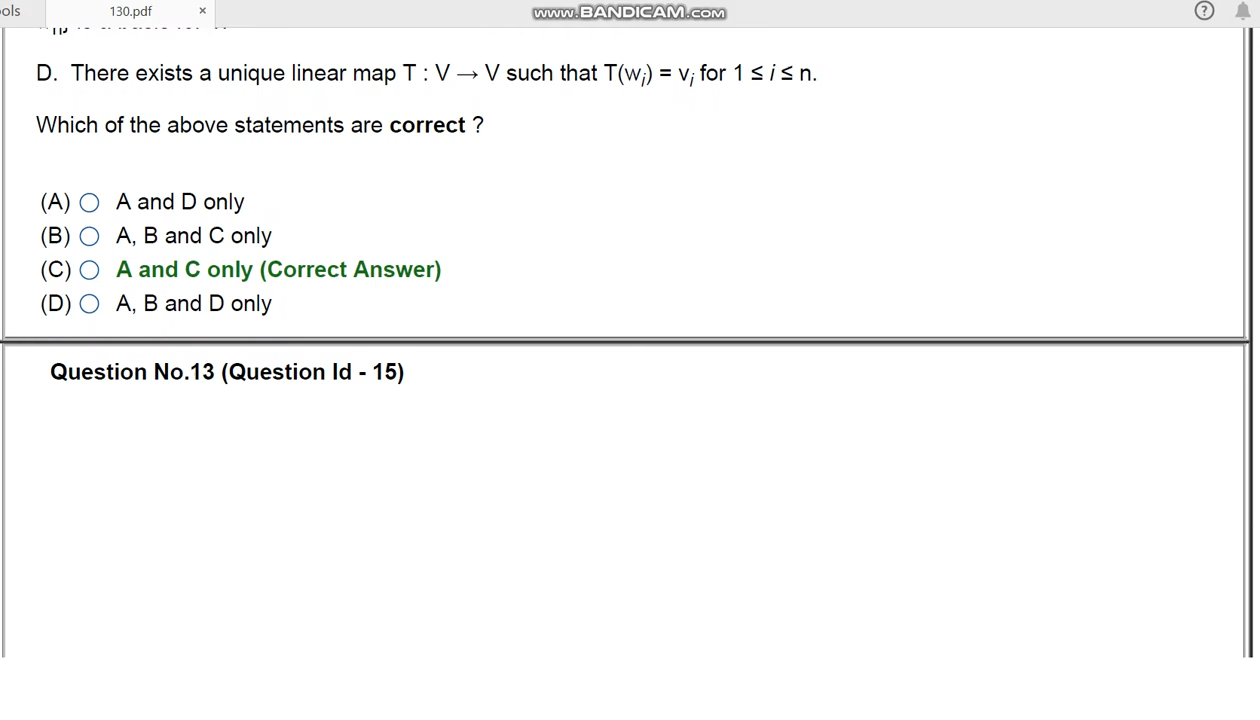 ols
130.pdf ×
www.BANDICAM.com
D. There exists a unique linear map T : V → V such that T(wᵢ) = vᵢ for 1 ≤ i ≤ n.
Which of the above statements are correct ?
(A) A and D only
(B) A, B and C only
(C) A and C only (Correct Answer)
(D) A, B and D only
Question No.13 (Question Id - 15)